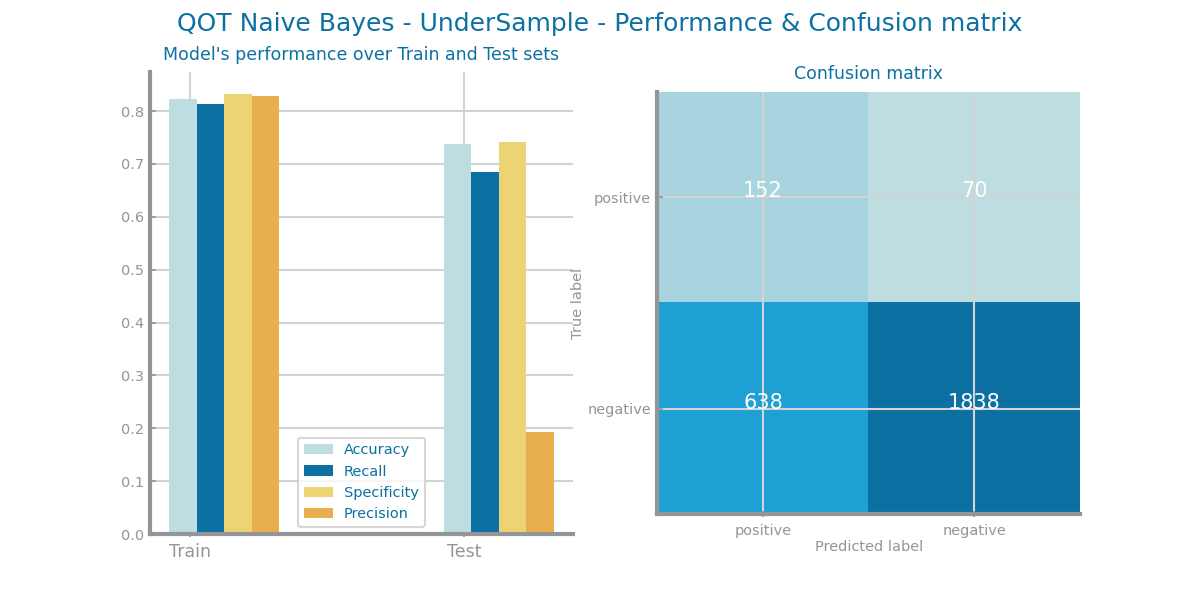 QOT Naive Bayes - UnderSample - Performance & Confusion matrix
Model's performance over Train and Test sets
0.8
0.7
0.6
0.5
0.4
0.3
0.2
0.1
0.0
Train
Test
Accuracy
Recall
Specificity
Precision
Confusion matrix
True label
positive
negative
152
70
638
1838
positive
negative
Predicted label